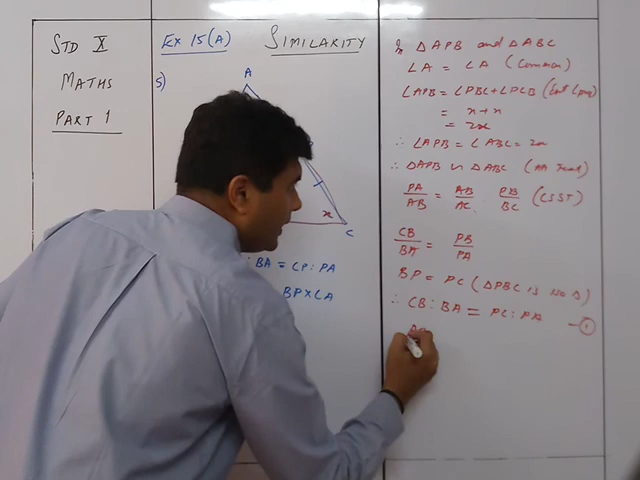 STD X
MATHS
PART 1
EX 15(A)
SIMILARITY
5)
A
x
C
: BA = CP : PA
BP × CA
In △APB and △ABC
∠A = ∠A (Common)
∠APB = ∠PBC + ∠PCB
= x + x
= 2x
∴ ∠APB = ∠ABC = 2x
∴ △APB ∽ △ABC (AA Test)
PA/AB = AB/AC = PB/BC (CSST)
CB/BA = PB/PA
BP = PC (△PBC is Iso △)
∴ CB : BA = PC : PA — ①